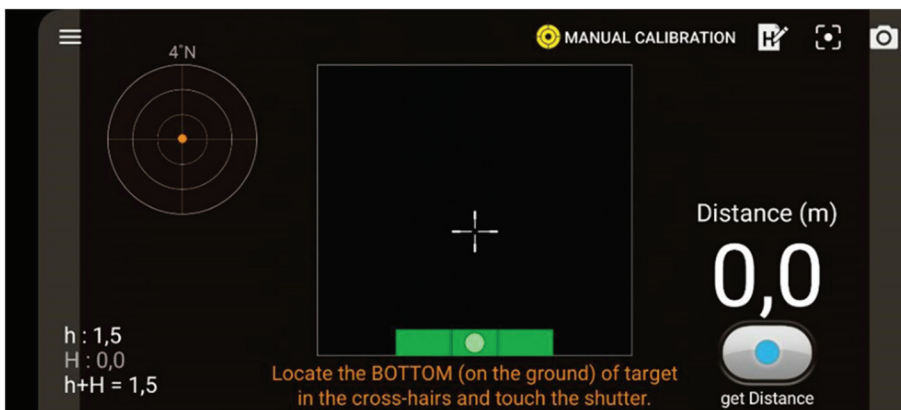 MANUAL CALIBRATION
H
4°N
Distance (m)
0,0
h : 1,5
H : 0,0
h+H = 1,5
Locate the BOTTOM (on the ground) of target
in the cross-hairs and touch the shutter.
get Distance